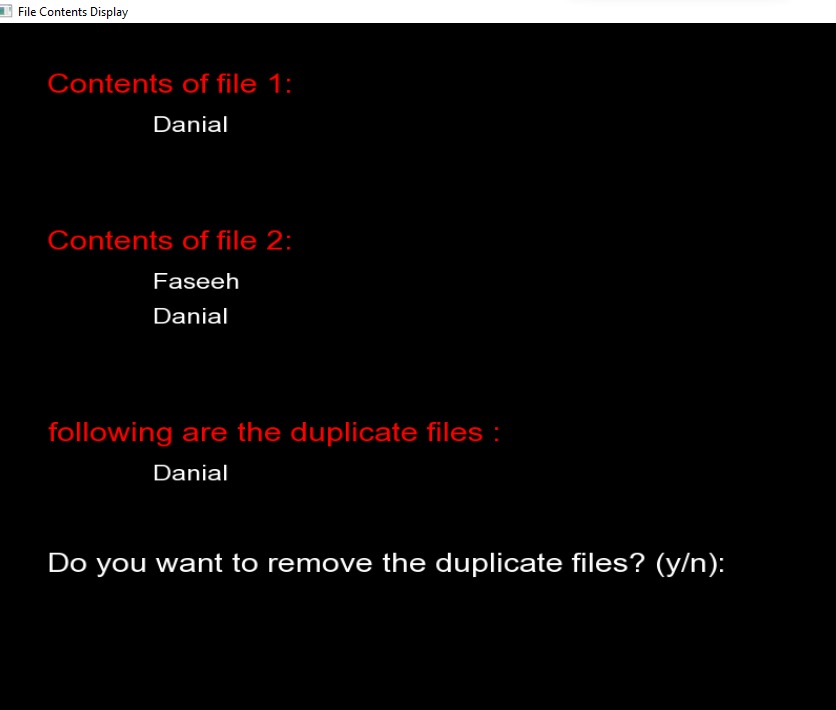 File Contents Display
Contents of file 1:
Danial
Contents of file 2:
Faseeh
Danial
following are the duplicate files :
Danial
Do you want to remove the duplicate files? (y/n):